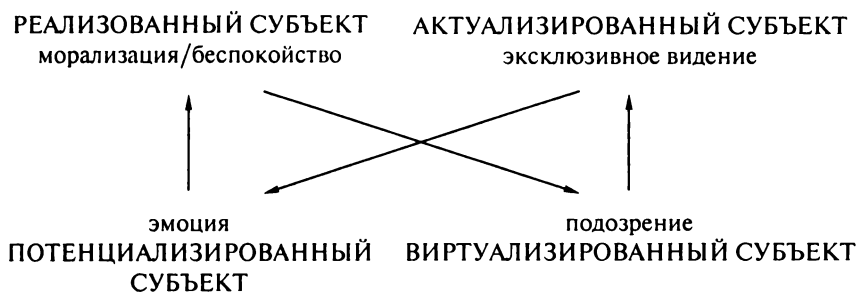 РЕАЛИЗОВАННЫЙ СУБЪЕКТ
морализация/беспокойство
АКТУАЛИЗИРОВАННЫЙ СУБЪЕКТ
эксклюзивное видение
эмоция
ПОТЕНЦИАЛИЗИРОВАННЫЙ
СУБЪЕКТ
подозрение
ВИРТУАЛИЗИРОВАННЫЙ СУБЪЕКТ